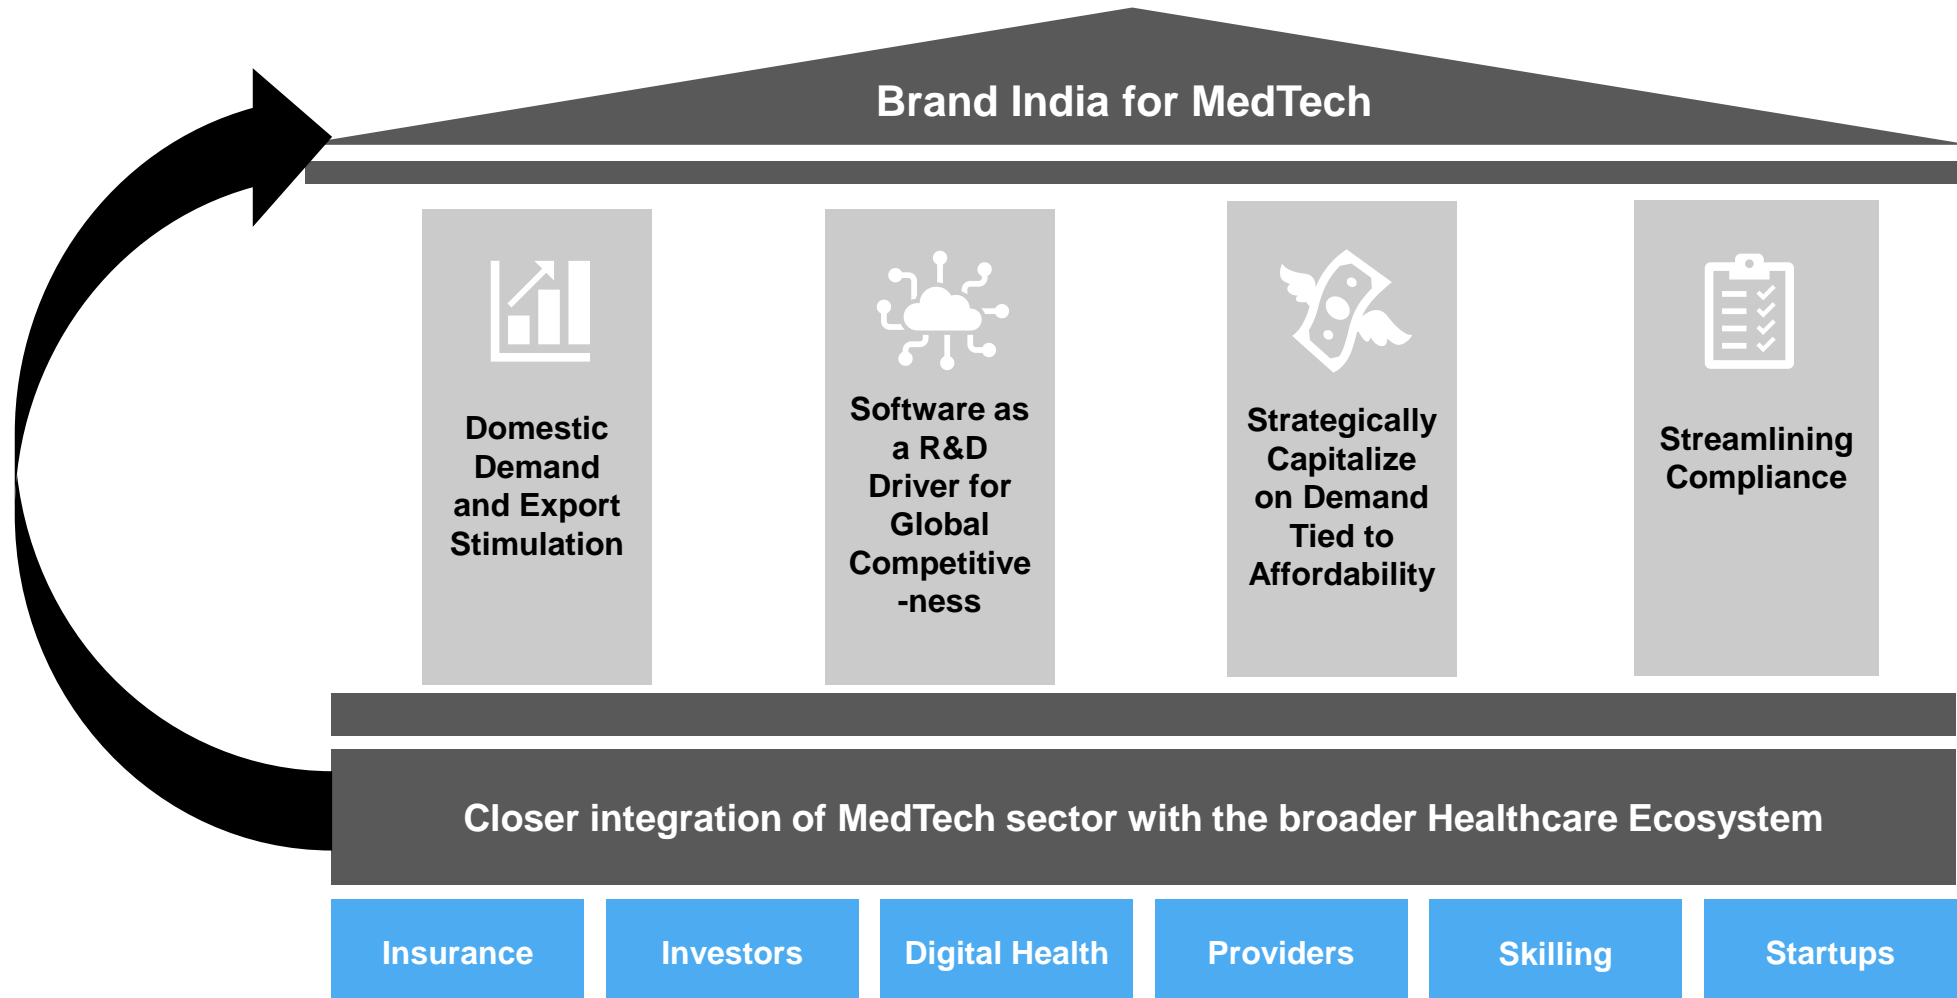 Brand India for MedTech
Domestic
Demand
and Export
Stimulation
Software as
a R&D
Driver for
Global
Competitive
-ness
Strategically
Capitalize
on Demand
Tied to
Affordability
Streamlining
Compliance
Closer integration of MedTech sector with the broader Healthcare Ecosystem
Insurance
Investors
Digital Health
Providers
Skilling
Startups